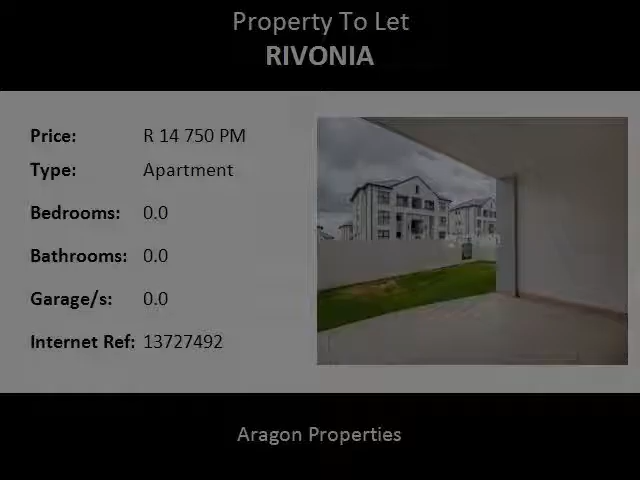 Property To Let
RIVONIA
Price: R 14 750 PM
Type: Apartment
Bedrooms: 0.0
Bathrooms: 0.0
Garage/s: 0.0
Internet Ref: 13727492
Aragon Properties